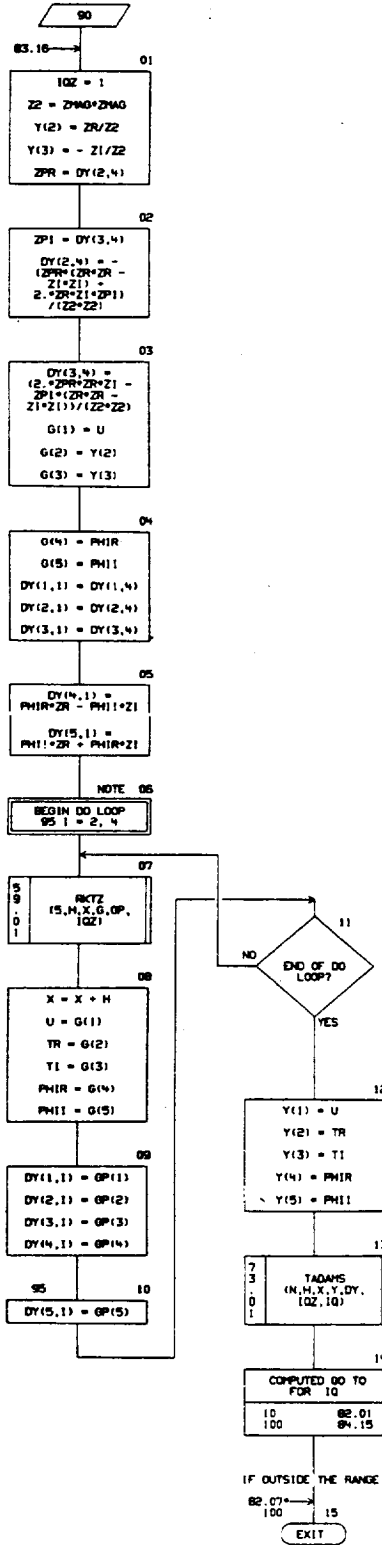 90
83.16
01
IQZ = 1
Z2 = ZMAG*ZMAG
Y(2) = ZR/Z2
Y(3) = - ZI/Z2
ZPR = DY(2,4)
02
ZPI = DY(3,4)
DY(2,4) = -
(ZPR*(ZR*ZR -
ZI*ZI) +
2.*ZR*ZI*ZPI)
/(Z2*Z2)
03
DY(3,4) =
(2.*ZPR*ZR*ZI -
ZPI*(ZR*ZR -
ZI*ZI))/(Z2*Z2)
G(1) = U
G(2) = Y(2)
G(3) = Y(3)
04
G(4) = PHIR
G(5) = PHII
DY(1,1) = DY(1,4)
DY(2,1) = DY(2,4)
DY(3,1) = DY(3,4)
05
DY(4,1) =
PHIR*ZR - PHII*ZI
DY(5,1) =
PHII*ZR + PHIR*ZI
NOTE 06
BEGIN DO LOOP
95 I = 2, 4
07
59.01
RKTZ
(5,H,X,G,GP,
IQZ)
08
X = X + H
U = G(1)
TR = G(2)
TI = G(3)
PHIR = G(4)
PHII = G(5)
09
DY(1,I) = GP(1)
DY(2,I) = GP(2)
DY(3,I) = GP(3)
DY(4,I) = GP(4)
95 10
DY(5,I) = GP(5)
11
END OF DO
LOOP?
NO
YES
12
Y(1) = U
Y(2) = TR
Y(3) = TI
Y(4) = PHIR
Y(5) = PHII
13
73.01
TADAMS
(N,H,X,Y,DY,
IQZ,IQ)
COMPUTED GO TO
FOR IQ
10 82.01
100 84.15
IF OUTSIDE THE RANGE
82.07*
100 15
EXIT